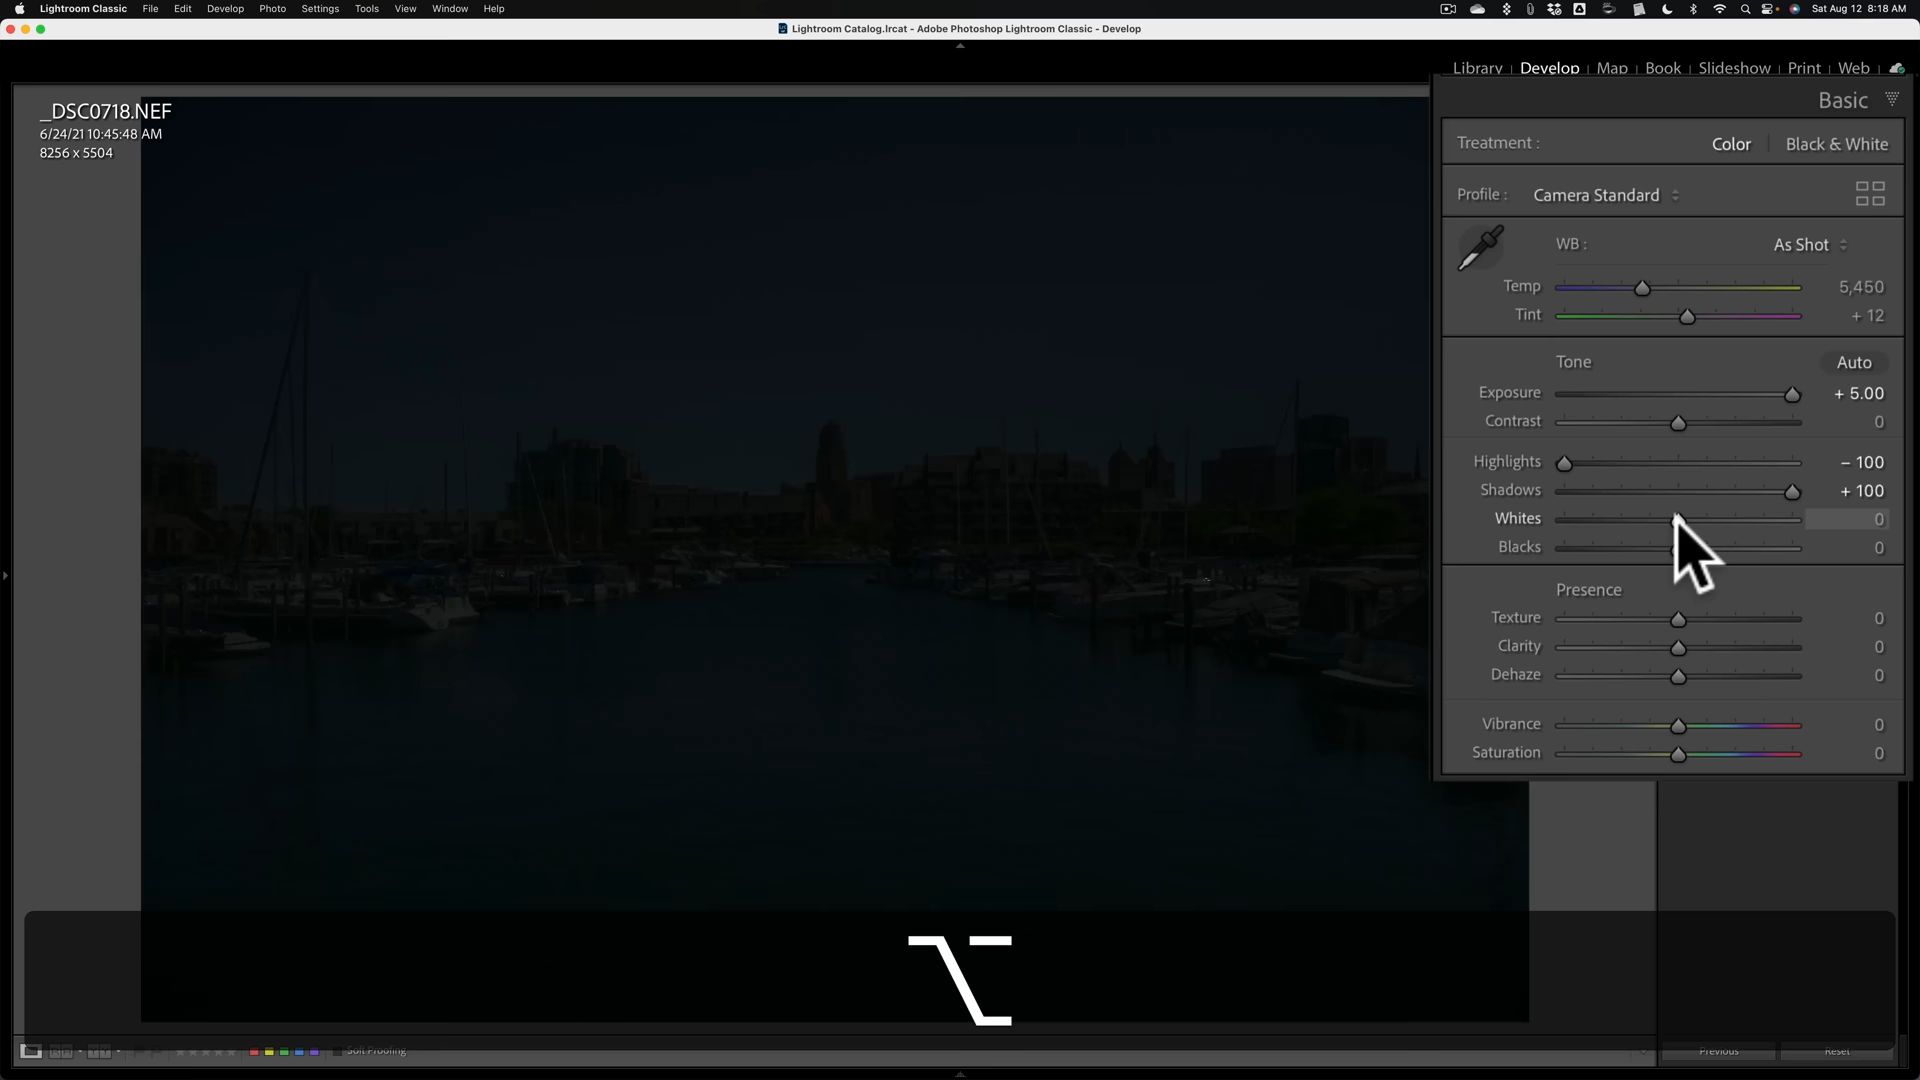 Lightroom Classic File Edit Develop Photo Settings Tools View Window Help Sat Aug 12 8:18 AM
Lightroom Catalog.lrcat - Adobe Photoshop Lightroom Classic - Develop
Library | Develop | Map | Book | Slideshow | Print | Web
_DSC0718.NEF
6/24/21 10:45:48 AM
8256 x 5504
Basic
Treatment : Color Black & White
Profile : Camera Standard
WB : As Shot
Temp 5,450
Tint + 12
Tone Auto
Exposure + 5.00
Contrast 0
Highlights − 100
Shadows + 100
Whites 0
Blacks 0
Presence
Texture 0
Clarity 0
Dehaze 0
Vibrance 0
Saturation 0
Soft Proofing Previous Reset